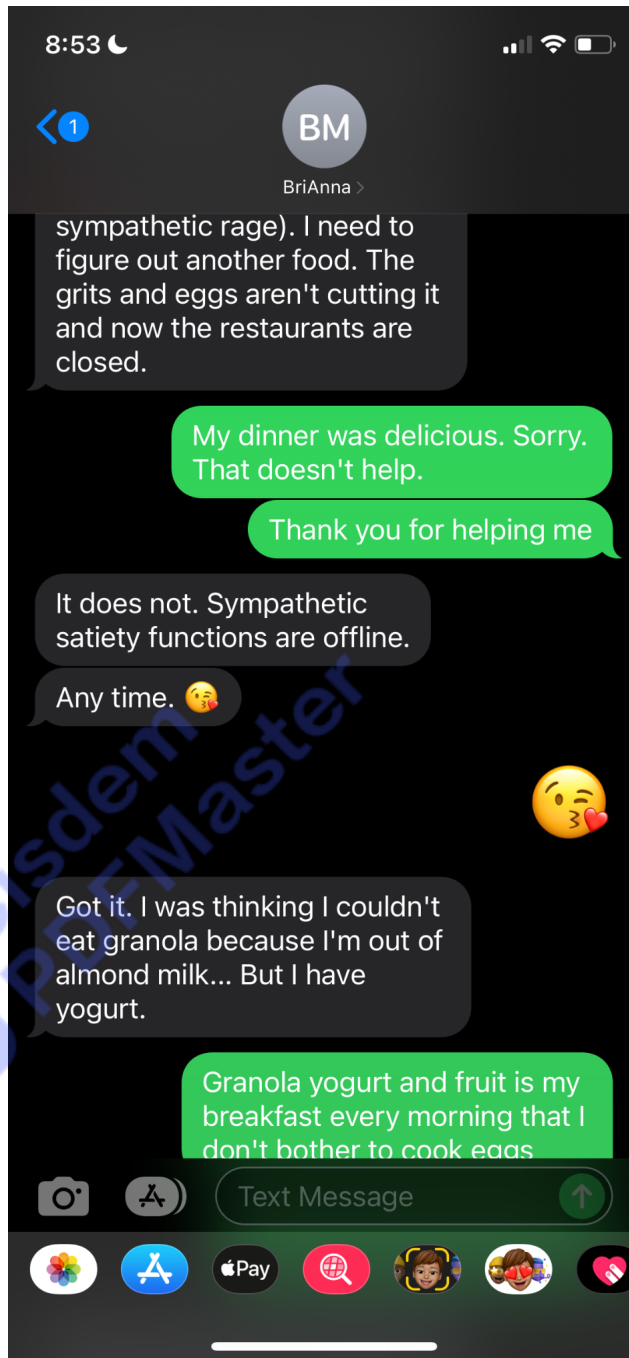 8:53
1
BM
BriAnna
sympathetic rage). I need to
figure out another food. The
grits and eggs aren't cutting it
and now the restaurants are
closed.
My dinner was delicious. Sorry.
That doesn't help.
Thank you for helping me
It does not. Sympathetic
satiety functions are offline.
Any time. 😘
😘
Got it. I was thinking I couldn't
eat granola because I'm out of
almond milk... But I have
yogurt.
Granola yogurt and fruit is my
breakfast every morning that I
don't bother to cook eggs
Text Message
Pay
PDFMaster